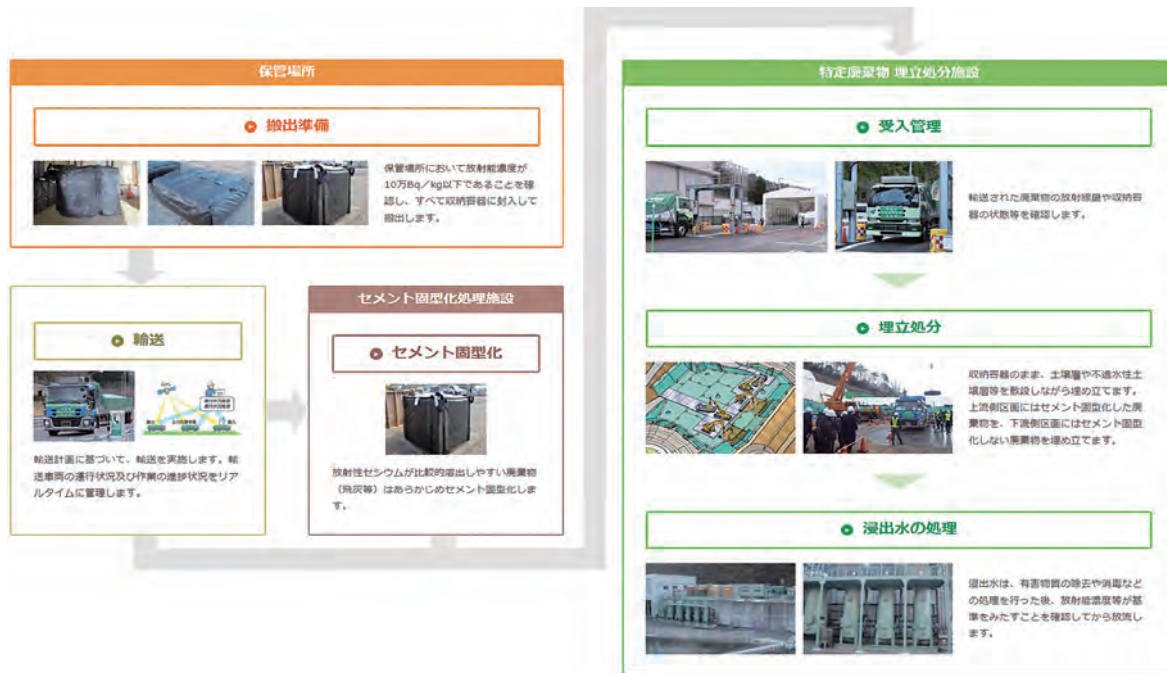 保管場所
搬出準備
保管場所において放射能濃度が
10万Bq/kg以下であることを確
認し、すべて収納容器に封入して
搬出します。
輸送
輸送計画に基づいて、輸送を実施します。輸
送車両の運行状況及び作業の進捗状況をリア
ルタイムに管理します。
セメント固型化処理施設
セメント固型化
放射性セシウムが比較的溶出しやすい廃棄物
（飛灰等）はあらかじめセメント固型化しま
す。
特定廃棄物 埋立処分施設
受入管理
輸送された廃棄物の放射線量や収納容
器の状態等を確認します。
埋立処分
収納容器のまま、土壌層や不透水性土
壌層等を敷設しながら埋め立てます。
上流側区画にはセメント固型化した廃
棄物を、下流側区画にはセメント固型
化しない廃棄物を埋め立てます。
浸出水の処理
浸出水は、有害物質の除去や消毒など
の処理を行った後、放射能濃度等が基
準をみたすことを確認してから放流し
ます。